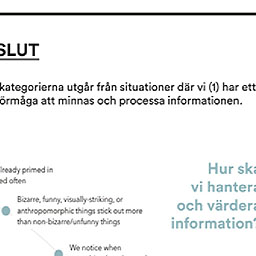 SLUT
kategorierna utgår från situationer där vi (1) har ett
förmåga att minnas och processa informationen.
already primed in
ed often
Bizarre, funny, visually-striking, or
anthropomorphic things stick out more
than non-bizarre/unfunny things
We notice when
Hur ska
vi hantera
och värdera
information?